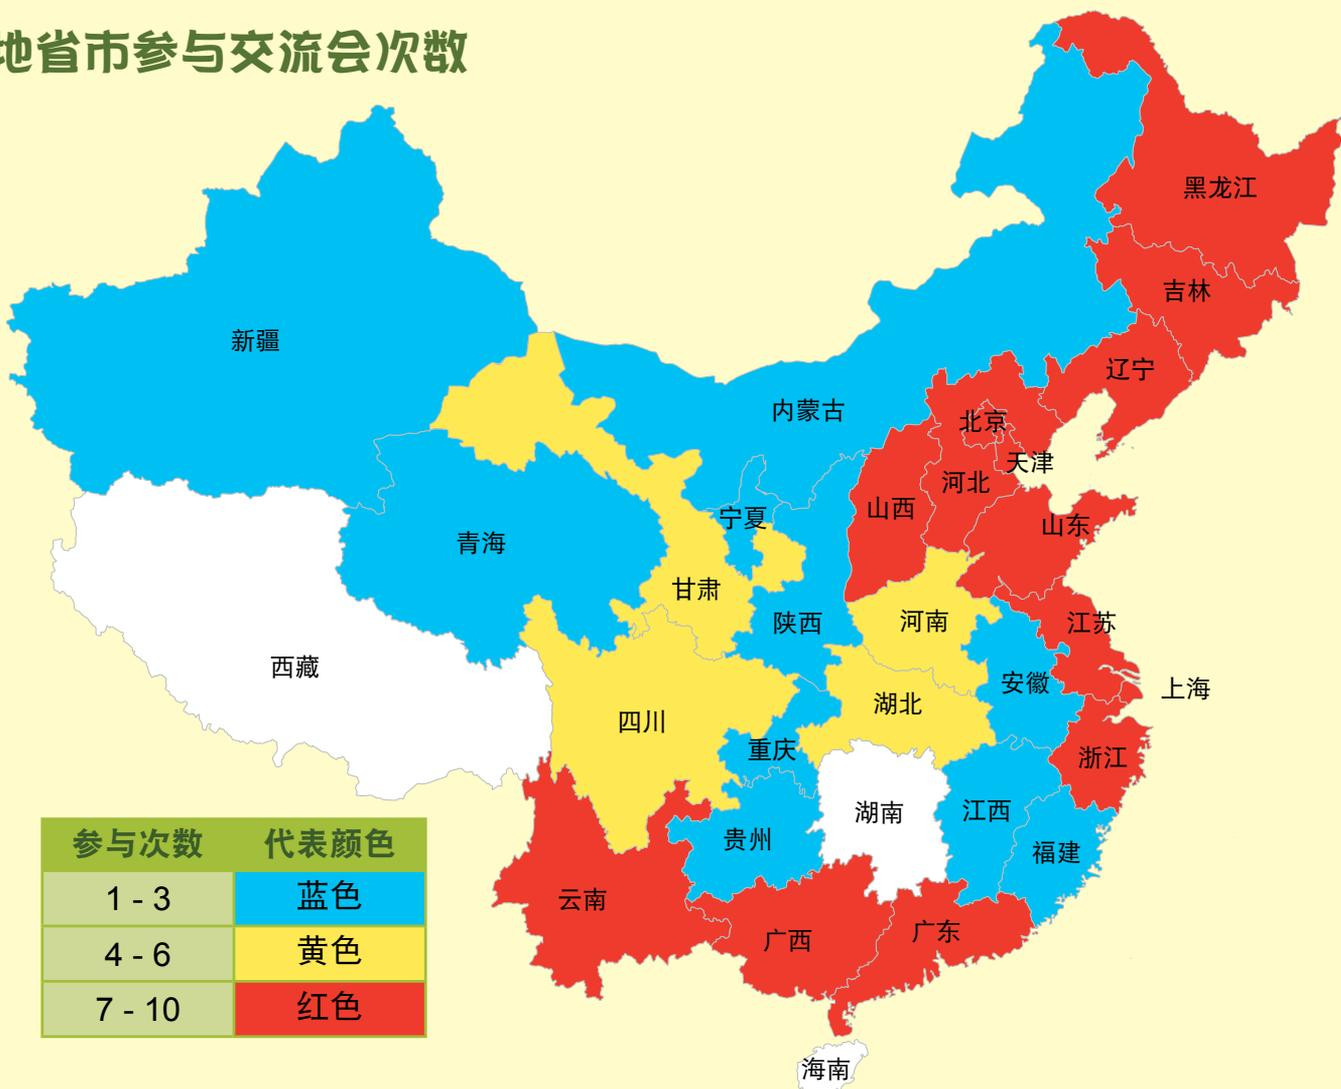 地省市参与交流会次数
黑龙江
吉林
新疆
辽宁
内蒙古
北京
天津
河北
山西
宁夏
山东
青海
甘肃
陕西
河南
江苏
西藏
安徽
上海
湖北
四川
重庆
浙江
湖南
江西
贵州
福建
云南
广东
广西
海南
参与次数 代表颜色
1 - 3 蓝色
4 - 6 黄色
7 - 10 红色